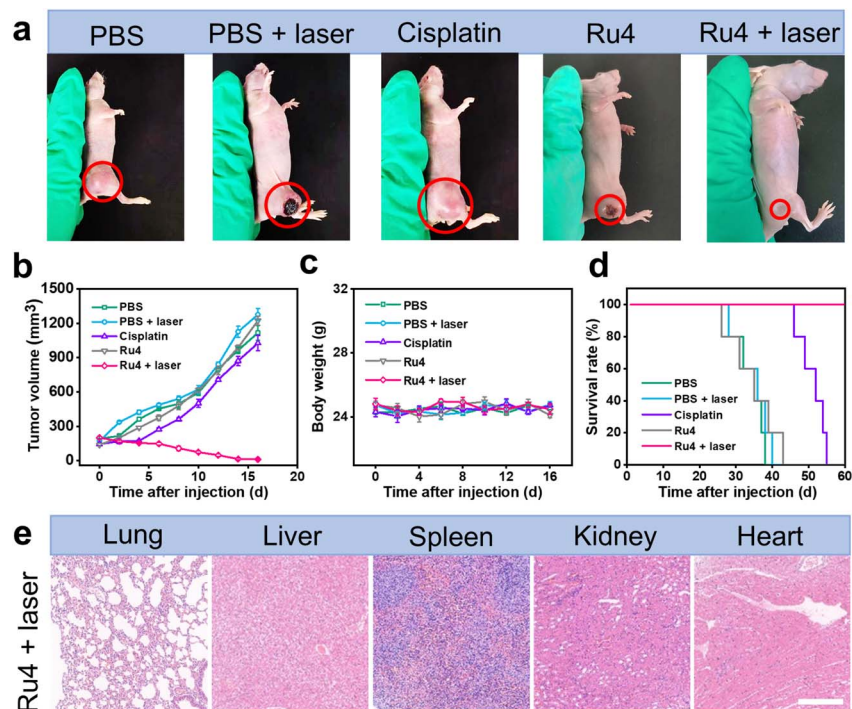 a
PBS PBS + laser Cisplatin Ru4 Ru4 + laser
b
Tumor volume (mm³)
1500
1200
900
600
300
0
PBS
PBS + laser
Cisplatin
Ru4
Ru4 + laser
0 5 10 15 20
Time after injection (d)
c
Body weight (g)
32
28
24
PBS
PBS + laser
Cisplatin
Ru4
Ru4 + laser
0 4 8 12 16
Time after injection (d)
d
Survival rate (%)
100
80
60
40
20
0
PBS
PBS + laser
Cisplatin
Ru4
Ru4 + laser
0 10 20 30 40 50 60
Time after injection (d)
e
Lung Liver Spleen Kidney Heart
Ru4 + laser